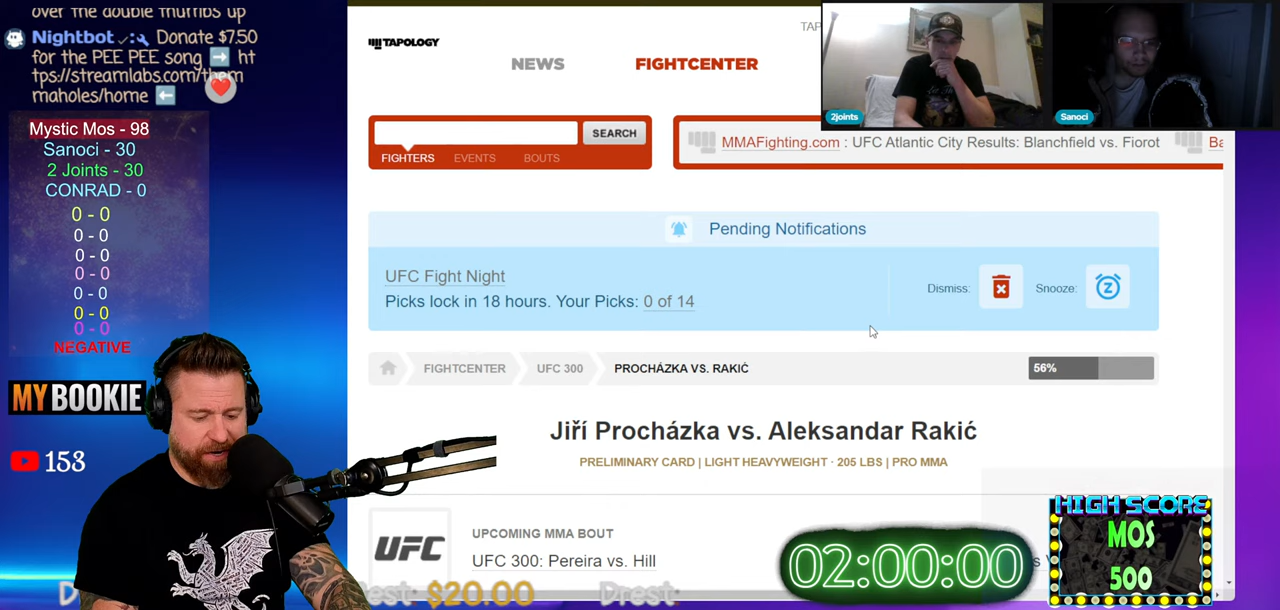 over the double thumbs up
Nightbot : Donate $7.50
for the PEE PEE song ➡️ ht
tps://streamlabs.com/them
maholes/home ⬅️
Mystic Mos - 98
Sanoci - 30
2 Joints - 30
CONRAD - 0
0 - 0
0 - 0
0 - 0
0 - 0
0 - 0
0 - 0
0 - 0
NEGATIVE
MYBOOKIE
153
TAPOLOGY
TAP
NEWS
FIGHTCENTER
SEARCH
FIGHTERS
EVENTS
BOUTS
MMAFighting.com : UFC Atlantic City Results: Blanchfield vs. Fiorot
Ba
2joints
Sanoci
Pending Notifications
UFC Fight Night
Picks lock in 18 hours. Your Picks: 0 of 14
Dismiss:
Snooze:
Z
FIGHTCENTER
UFC 300
PROCHÁZKA VS. RAKIĆ
56%
Jiří Procházka vs. Aleksandar Rakić
PRELIMINARY CARD | LIGHT HEAVYWEIGHT · 205 LBS | PRO MMA
UFC
UPCOMING MMA BOUT
UFC 300: Pereira vs. Hill
02:00:00
HIGH SCORE
MOS
500
$20.00
Drest: